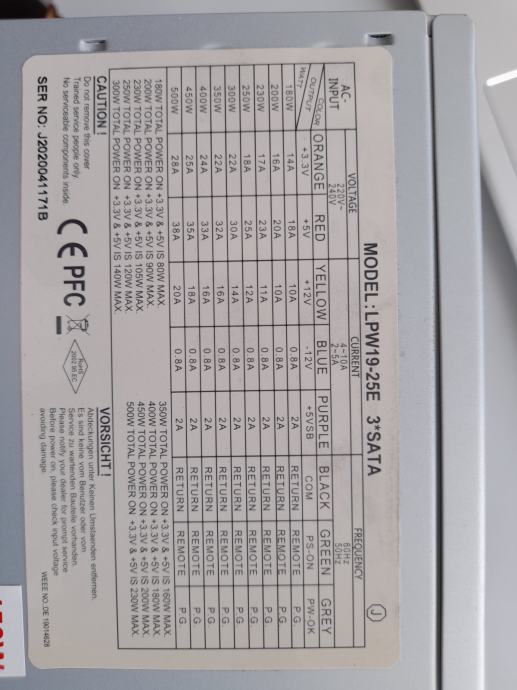 MODEL:LPW19-25E 3*SATA
AC-INPUT VOLTAGE 220V~ 240V~ CURRENT 4-10A 2-5A FREQUENCY 60Hz 50Hz
COLOR ORANGE RED YELLOW BLUE PURPLE BLACK GREEN GREY
OUTPUT WATT +3.3V +5V +12V -12V +5VSB COM PS-ON PW-OK
180W 14A 18A 10A 0.8A 2A RETURN REMOTE P.G.
200W 16A 20A 10A 0.8A 2A RETURN REMOTE P.G.
230W 17A 23A 11A 0.8A 2A RETURN REMOTE P.G.
250W 18A 25A 12A 0.8A 2A RETURN REMOTE P.G.
300W 22A 30A 14A 0.8A 2A RETURN REMOTE P.G.
350W 22A 32A 16A 0.8A 2A RETURN REMOTE P.G.
400W 24A 33A 16A 0.8A 2A RETURN REMOTE P.G.
450W 25A 35A 18A 0.8A 2A RETURN REMOTE P.G.
500W 28A 38A 20A 0.8A 2A RETURN REMOTE P.G.
180W TOTAL POWER ON +3.3V & +5V IS 80W MAX.
200W TOTAL POWER ON +3.3V & +5V IS 90W MAX.
230W TOTAL POWER ON +3.3V & +5V IS 105W MAX.
250W TOTAL POWER ON +3.3V & +5V IS 120W MAX.
300W TOTAL POWER ON +3.3V & +5V IS 140W MAX.
350W TOTAL POWER ON +3.3V & +5V IS 160W MAX.
400W TOTAL POWER ON +3.3V & +5V IS 180W MAX.
450W TOTAL POWER ON +3.3V & +5V IS 200W MAX.
500W TOTAL POWER ON +3.3V & +5V IS 230W MAX.
CAUTION!
Do not remove this cover
Trained service people only
No serviceable components inside
SER NO: J2020041171B
CE PFC
RoHS
2002 95 EC
VORSICHT!
Abdeckungen unter Keinen Umstaenden entfernen.
Es sind keine vom Benutzer oder vom
Service zu wartenden Bauteile vorhanden.
Please notify your dealer for prompt service
Before power on, please check input voltage
avoiding damage.
WEEE NO. DE 19014628
J